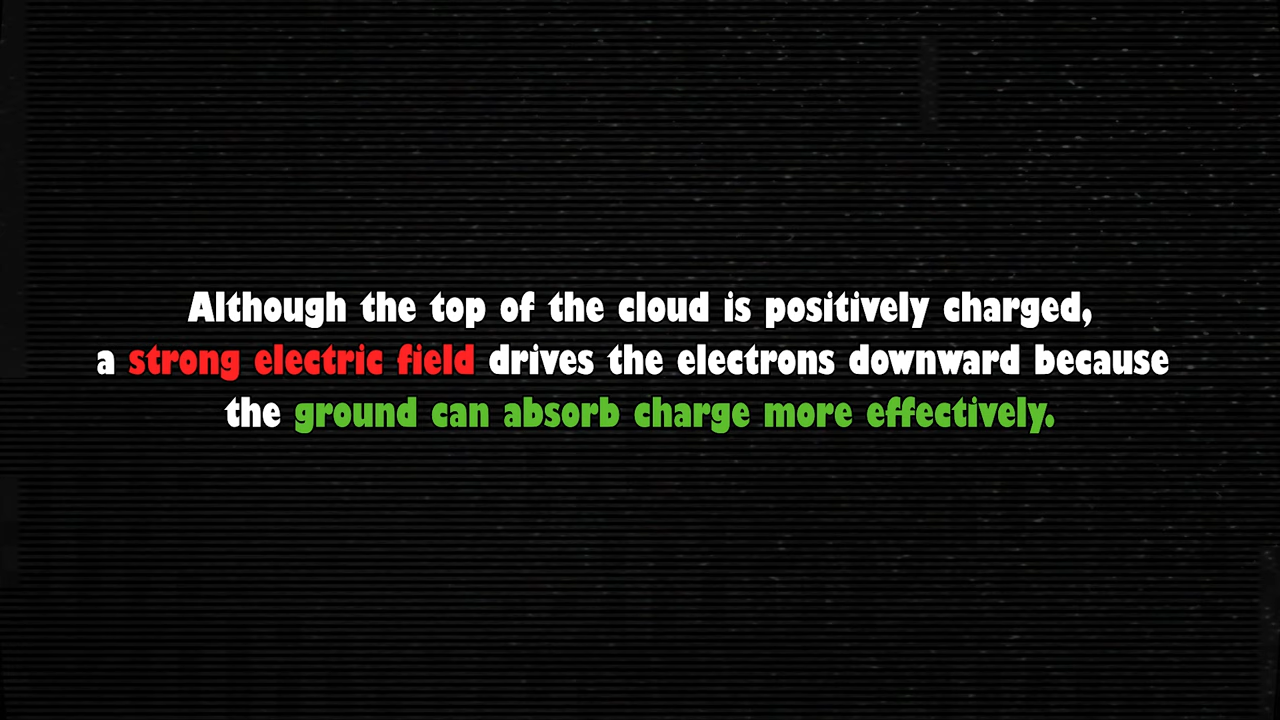 Although the top of the cloud is positively charged,
a strong electric field drives the electrons downward because
the ground can absorb charge more effectively.